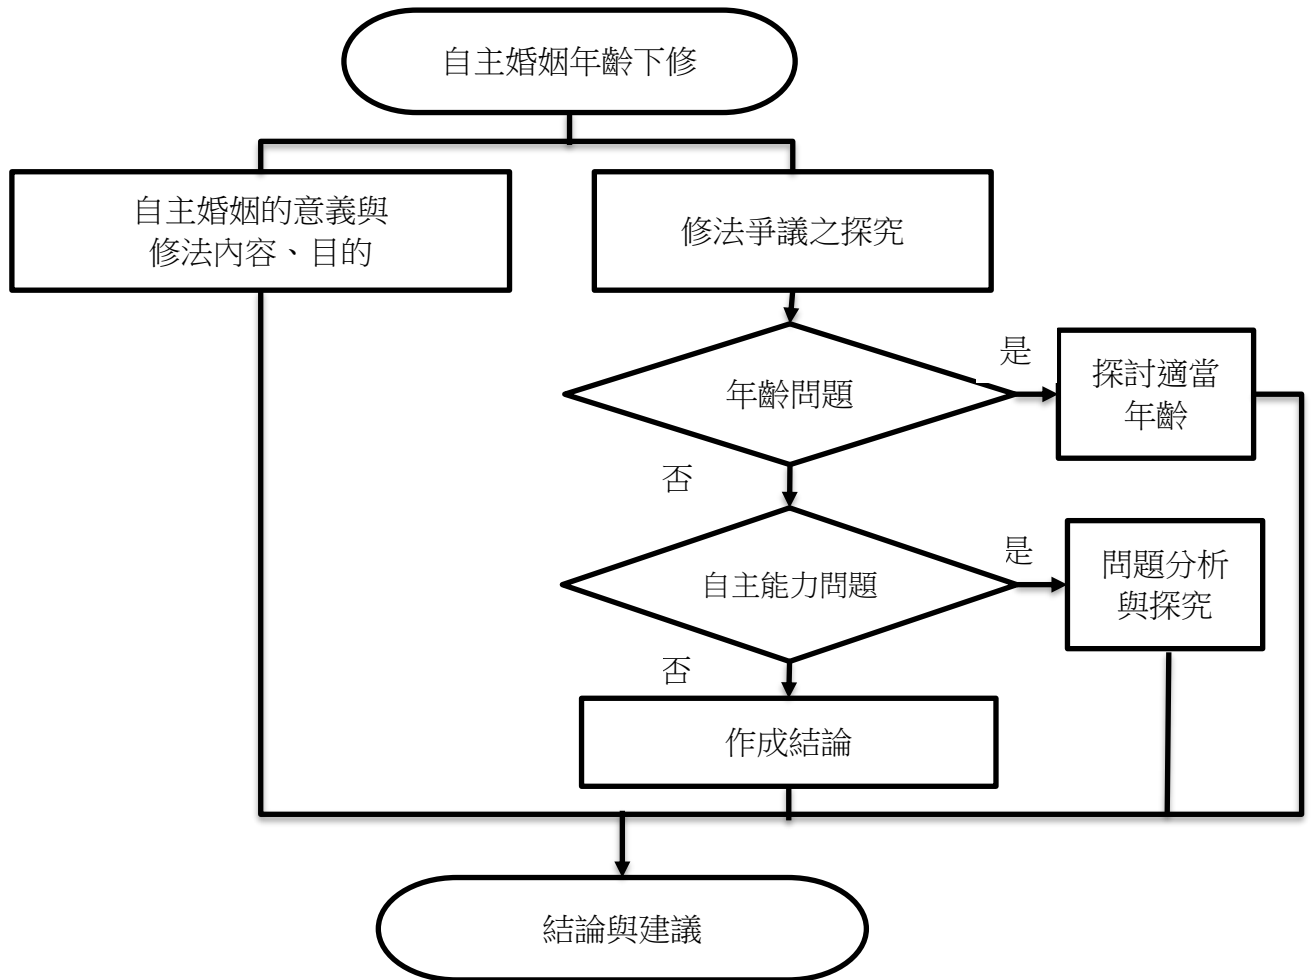 自主婚姻年齡下修
自主婚姻的意義與
修法內容、目的
修法爭議之探究
年齡問題
是
探討適當
年齡
否
自主能力問題
是
問題分析
與探究
否
作成結論
結論與建議